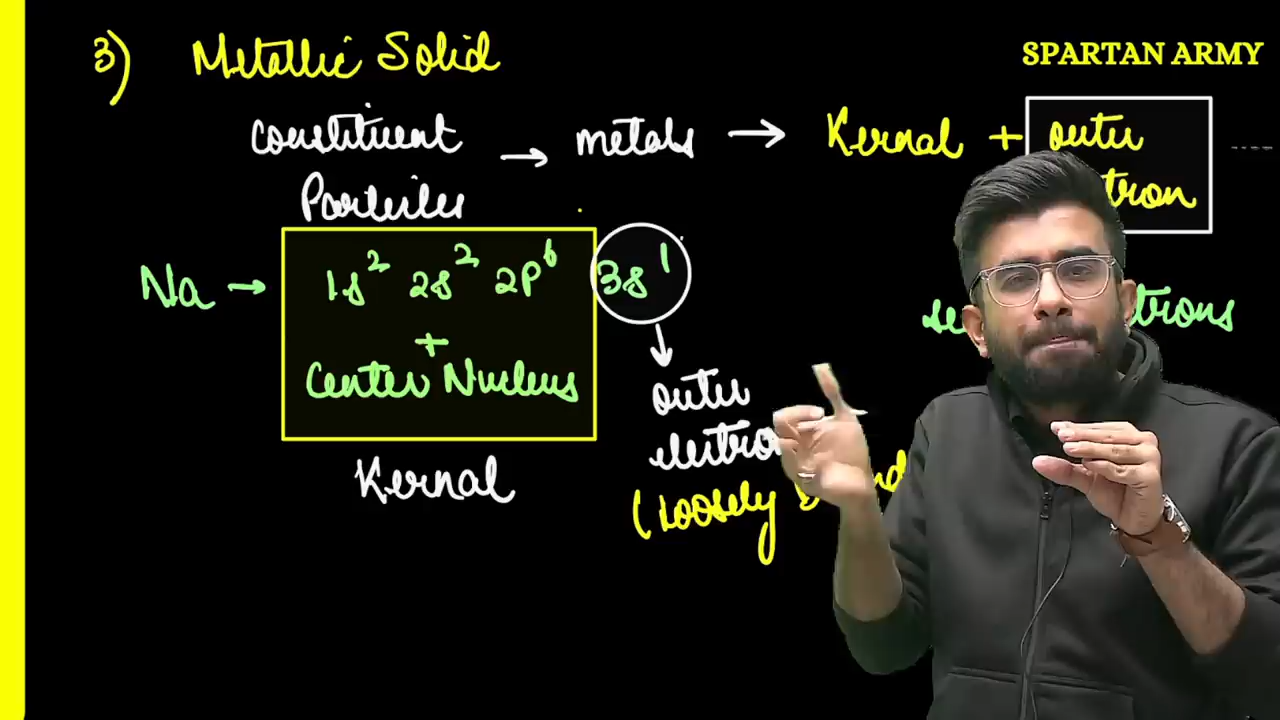 3) Metallic Solid
SPARTAN ARMY
Constituent Particles → metals → Kernal + outer
Na → 1s² 2s² 2p⁶ 3s¹
+
Center Nucleus
Kernal
outer
(Loosely